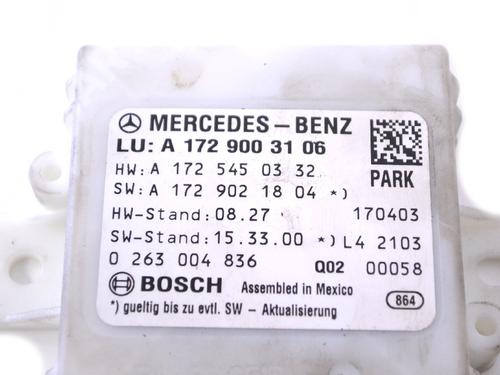 MERCEDES-BENZ
LU: A 172 900 31 06
HW: A 172 545 03 32
PARK
SW: A 172 902 18 04 *)
HW-Stand: 08.27 170403
SW-Stand: 15.33.00 *) L4 2103
0 263 004 836 Q02 00058
BOSCH Assembled in Mexico
*) gueltig bis zu evtl. SW - Aktualisierung
864